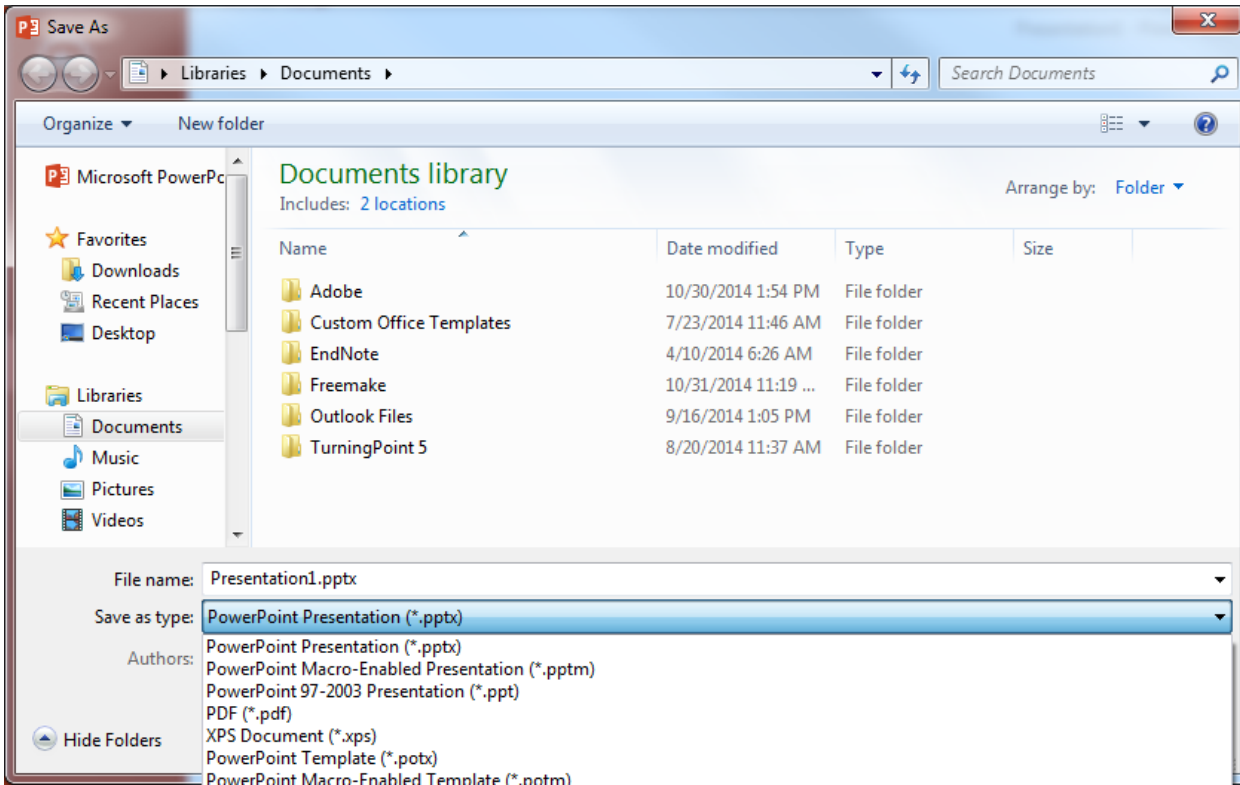 Save As
Libraries Documents
Search Documents
Organize New folder
Microsoft PowerPo
Favorites
Downloads
Recent Places
Desktop
Libraries
Documents
Music
Pictures
Videos
Documents library
Includes: 2 locations
Arrange by: Folder
Name Date modified Type Size
Adobe 10/30/2014 1:54 PM File folder
Custom Office Templates 7/23/2014 11:46 AM File folder
EndNote 4/10/2014 6:26 AM File folder
Freemake 10/31/2014 11:19 ... File folder
Outlook Files 9/16/2014 1:05 PM File folder
TurningPoint 5 8/20/2014 11:37 AM File folder
File name: Presentation1.pptx
Save as type: PowerPoint Presentation (*.pptx)
Authors:
PowerPoint Presentation (*.pptx)
PowerPoint Macro-Enabled Presentation (*.pptm)
PowerPoint 97-2003 Presentation (*.ppt)
PDF (*.pdf)
XPS Document (*.xps)
PowerPoint Template (*.potx)
PowerPoint Macro-Enabled Template (*.potm)
Hide Folders